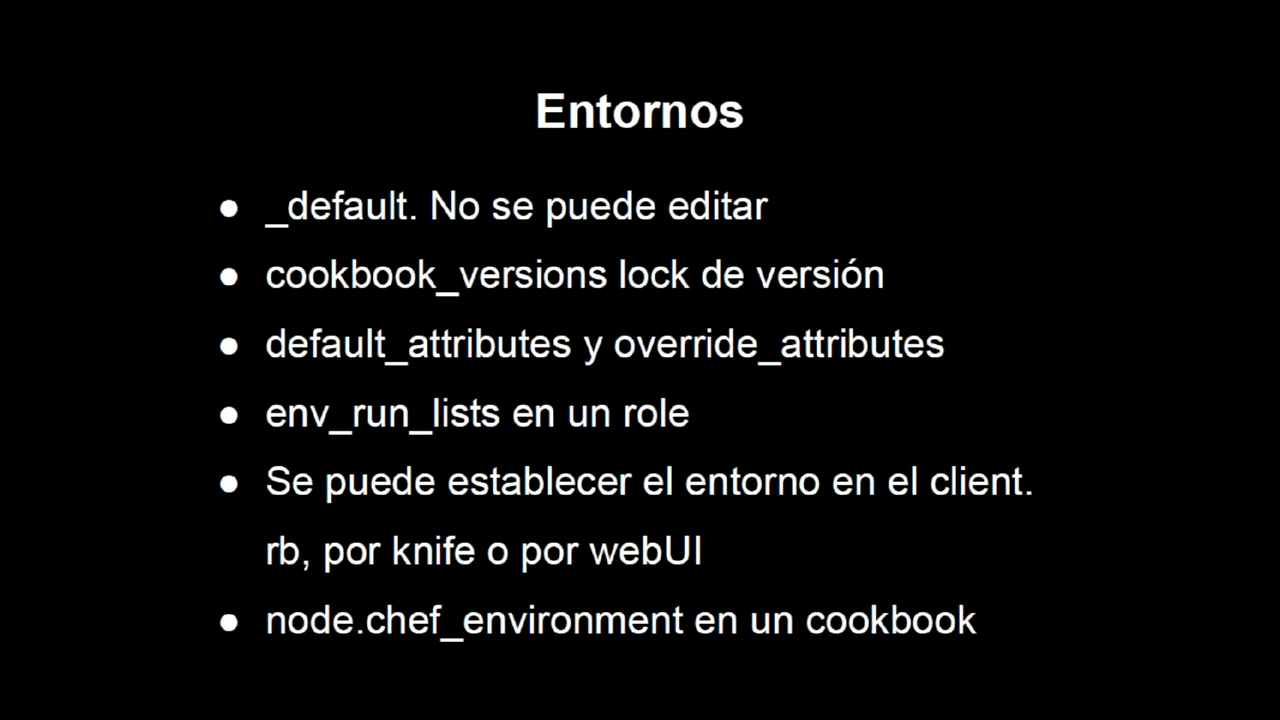 Entornos
● _default. No se puede editar
● cookbook_versions lock de versión
● default_attributes y override_attributes
● env_run_lists en un role
● Se puede establecer el entorno en el client.
rb, por knife o por webUI
● node.chef_environment en un cookbook